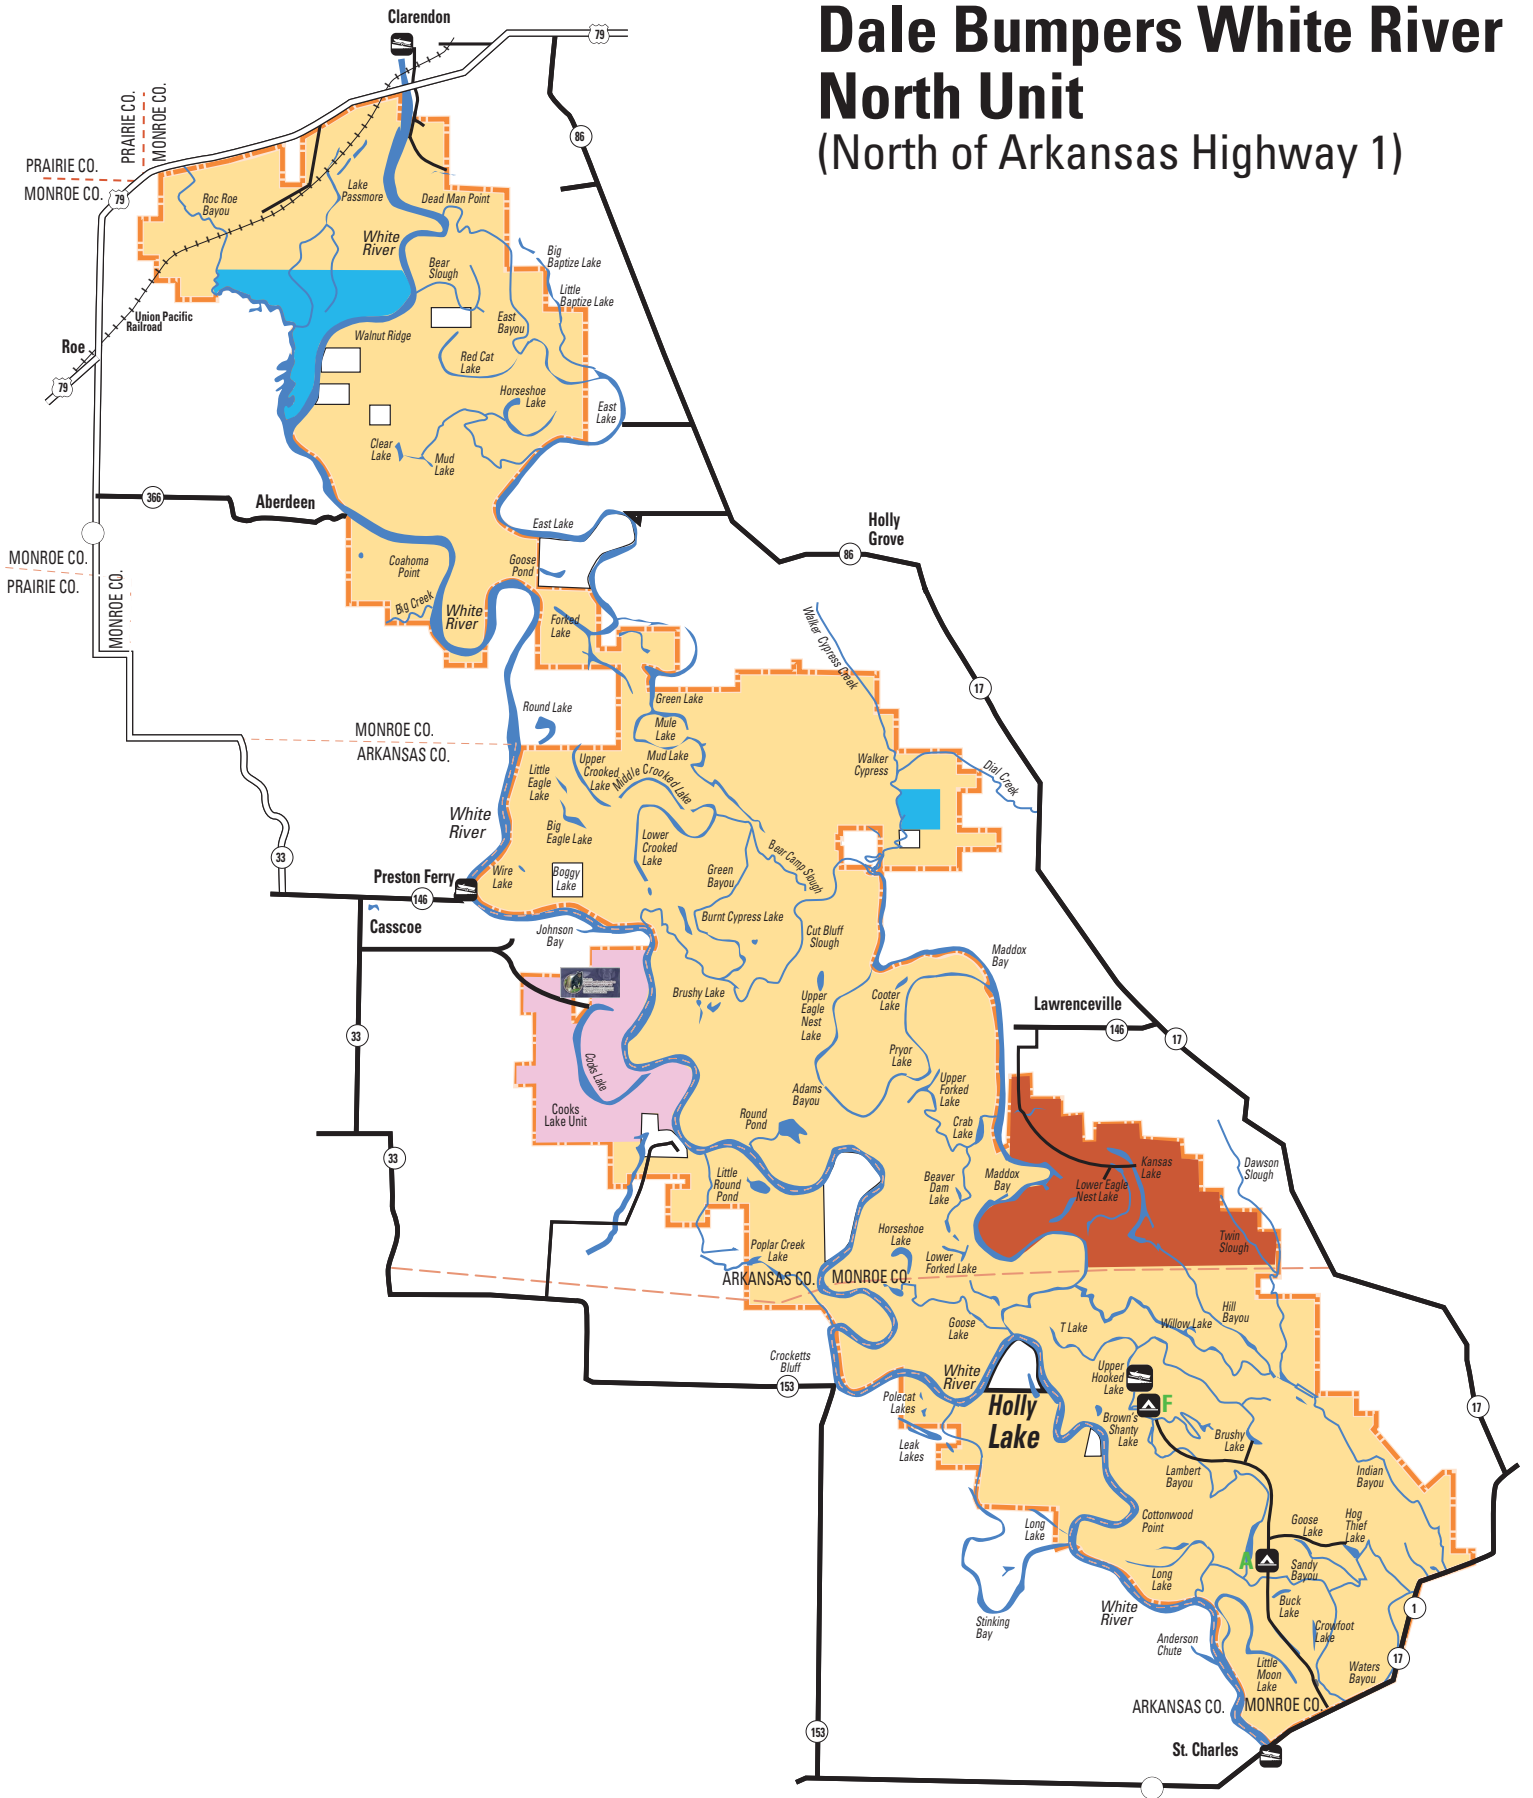 Dale Bumpers White River
North Unit
(North of Arkansas Highway 1)
Clarendon
79
PRAIRIE CO.
MONROE CO.
86
PRAIRIE CO.
MONROE CO.
79
Roc Roe
Bayou
Lake
Passmore
Dead Man Point
White
River
Big
Baptize Lake
Bear
Slough
Little
Baptize Lake
Union Pacific
Railroad
East
Bayou
Walnut Ridge
Roe
Red Cat
Lake
79
Horseshoe
Lake
East
Lake
Clear
Lake
Mud
Lake
366
Aberdeen
East Lake
Holly
Grove
86
MONROE CO.
PRAIRIE CO.
MONROE CO.
Coahoma
Point
Goose
Pond
Big Creek
White
River
Forked
Lake
Walker Cypress Creek
17
Green Lake
Round Lake
Mule
Lake
MONROE CO.
ARKANSAS CO.
Mud Lake
Upper
Crooked
Lake
Middle Crooked Lake
Little
Eagle
Lake
Walker
Cypress
Dial Creek
White
River
Big
Eagle Lake
Lower
Crooked
Lake
Bear Camp Slough
33
Preston Ferry
Wire
Lake
Boggy
Lake
Green
Bayou
146
Casscoe
Burnt Cypress Lake
Johnson
Bay
Cut Bluff
Slough
Maddox
Bay
Brushy Lake
Upper
Eagle
Nest
Lake
Cooter
Lake
Lawrenceville
146
17
33
Cooks Lake
Pryor
Lake
Upper
Forked
Lake
Adams
Bayou
Cooks
Lake Unit
Round
Pond
Crab
Lake
33
Little
Round
Pond
Beaver
Dam
Lake
Maddox
Bay
Kansas
Lake
Lower Eagle
Nest Lake
Dawson
Slough
Horseshoe
Lake
Twin
Slough
Poplar Creek
Lake
Lower
Forked Lake
ARKANSAS CO.
MONROE CO.
Goose
Lake
T Lake
Willow Lake
Hill
Bayou
Crocketts
Bluff
153
White
River
Upper
Hooked
Lake
Polecat
Lakes
Holly
Lake
F
Brown's
Shanty
Lake
Brushy
Lake
17
Leak
Lakes
Lambert
Bayou
Indian
Bayou
Long
Lake
Cottonwood
Point
Goose
Lake
Hog
Thief
Lake
A
Sandy
Bayou
Long
Lake
Buck
Lake
White
River
1
Stinking
Bay
Crowfoot
Lake
Anderson
Chute
17
Little
Moon
Lake
Waters
Bayou
ARKANSAS CO.
MONROE CO.
153
St. Charles